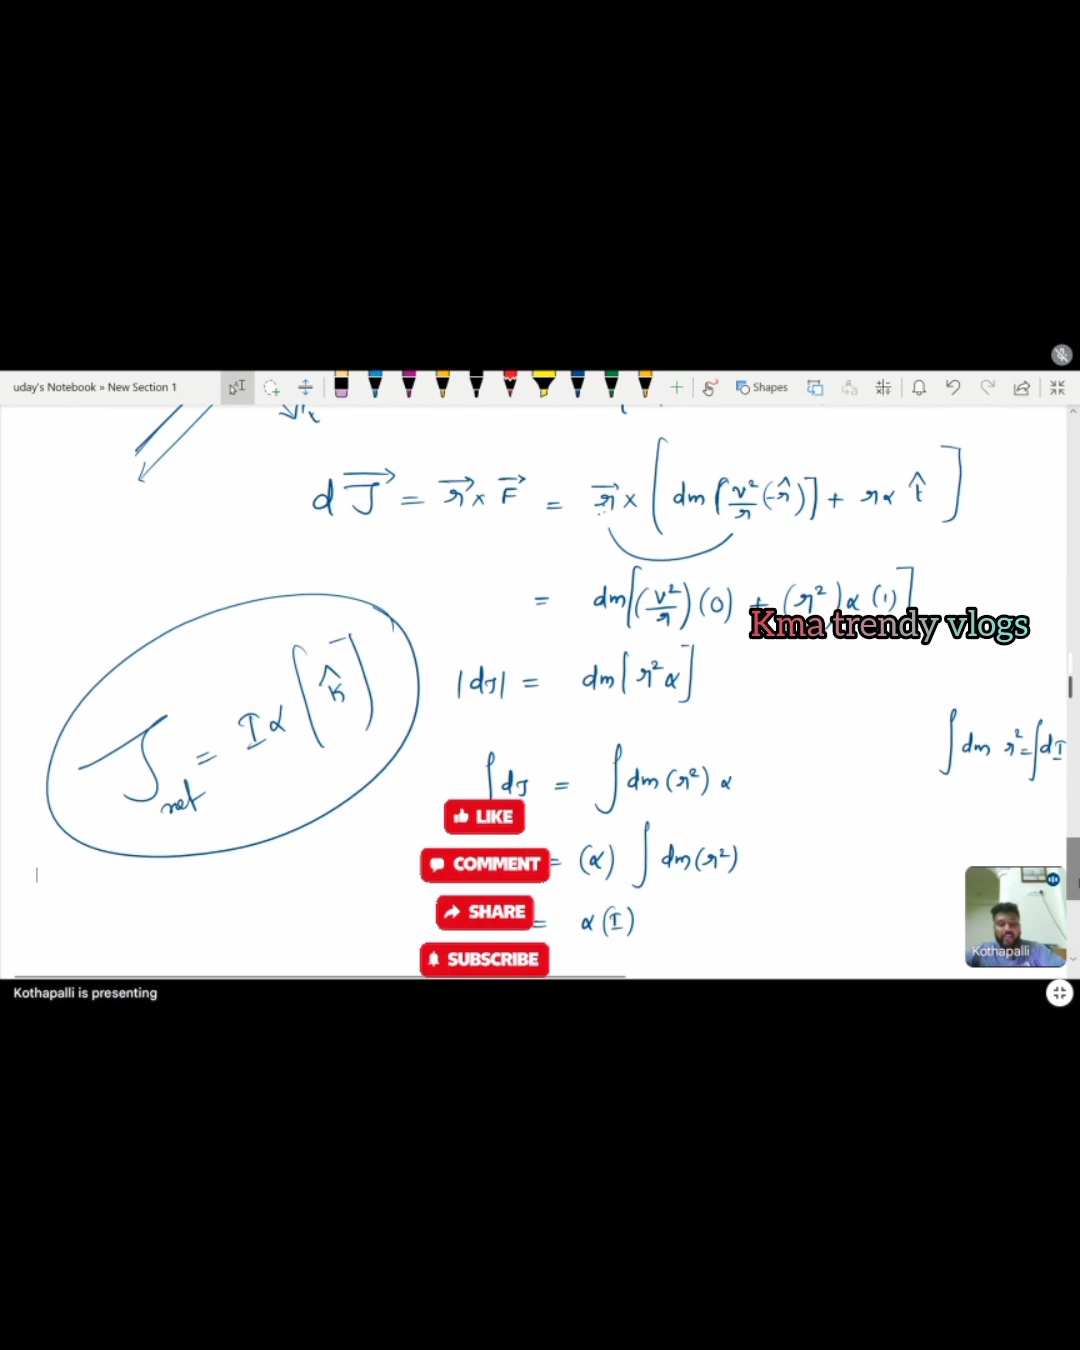 uday's Notebook » New Section 1
Shapes
dJ⃗ = r⃗ × F⃗ = r⃗ × [dm [v²/r (-r̂)] + rα t̂]
= dm[(v²/r)(0) + (r²)α(1)]
Kma trendy vlogs
|dJ| = dm[r²α]
J net = Iα [k̂]
∫dm r² = ∫dI
∫dJ = ∫dm(r²)α
LIKE
COMMENT
= (α) ∫dm(r²)
SHARE
= α(I)
SUBSCRIBE
Kothapalli
Kothapalli is presenting